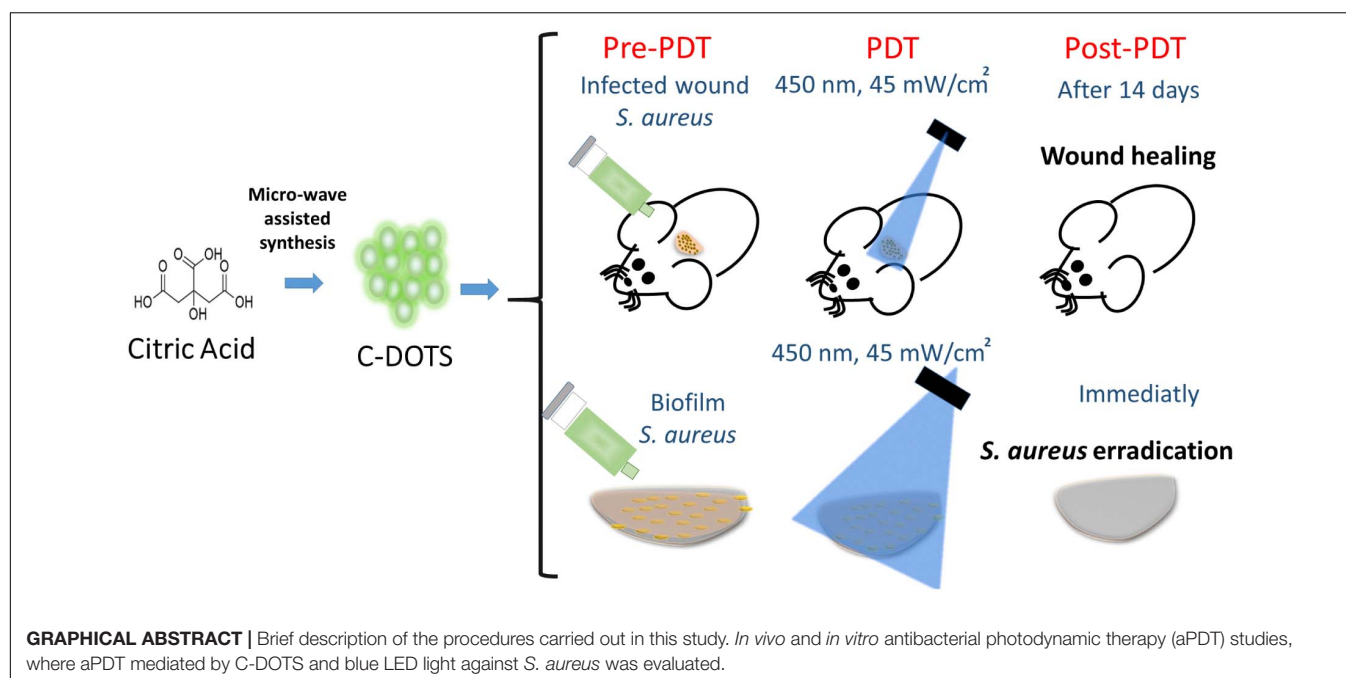 Pre-PDT
PDT
Post-PDT
Infected wound
S. aureus
450 nm, 45 mW/cm²
After 14 days
Wound healing
Micro-wave
assisted
synthesis
O
OH
O
O
HO
OH
OH
Citric Acid
C-DOTS
450 nm, 45 mW/cm²
Biofilm
S. aureus
Immediatly
S. aureus erradication
GRAPHICAL ABSTRACT | Brief description of the procedures carried out in this study. In vivo and in vitro antibacterial photodynamic therapy (aPDT) studies,
where aPDT mediated by C-DOTS and blue LED light against S. aureus was evaluated.